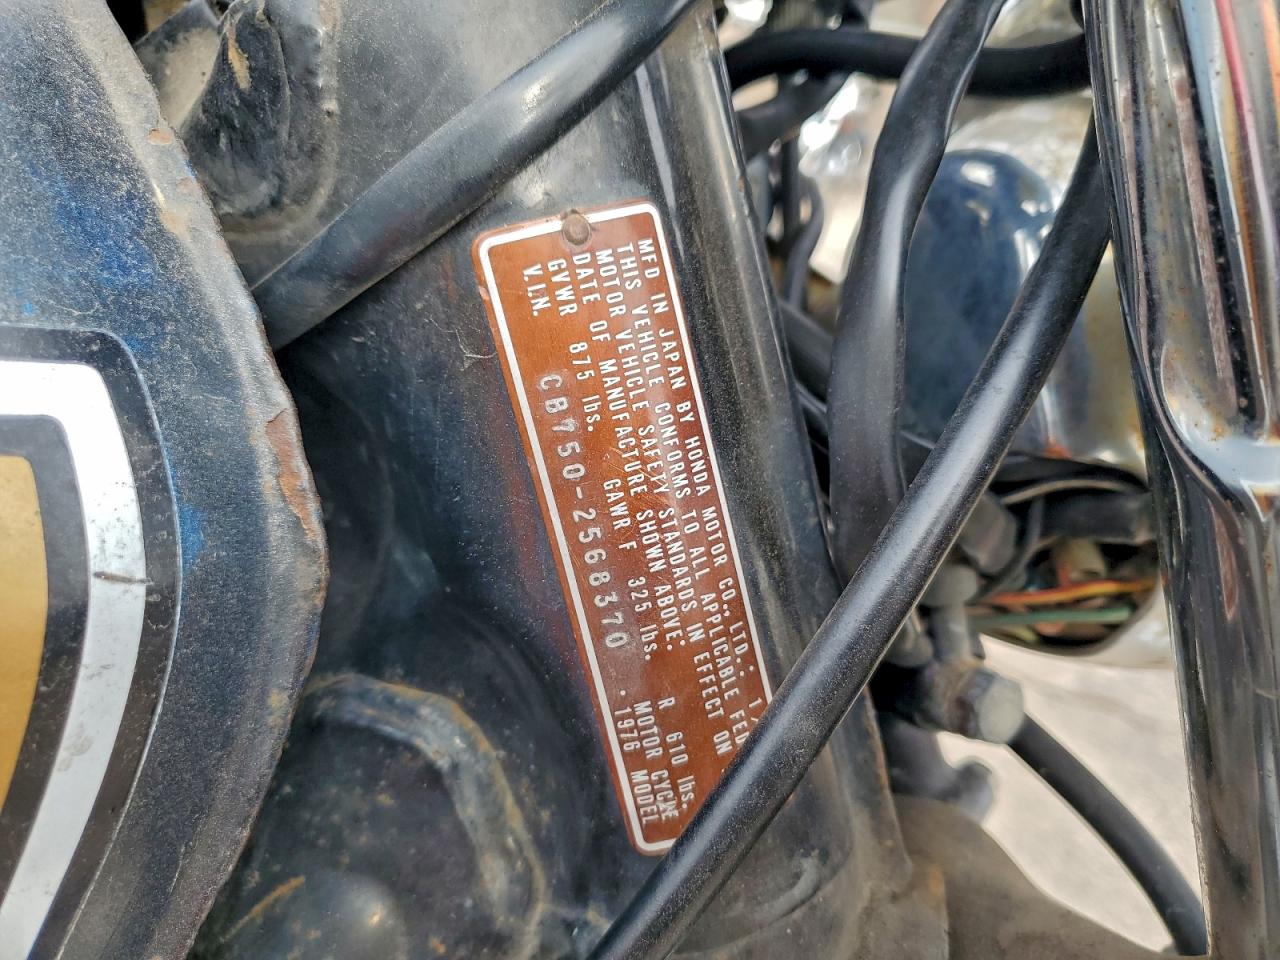 MFD IN JAPAN BY HONDA MOTOR CO., LTD.:
THIS VEHICLE CONFORMS TO ALL APPLICABLE
MOTOR VEHICLE SAFETY STANDARDS IN EFFECT ON
DATE OF MANUFACTURE SHOWN ABOVE.
GVWR 875 lbs. GAWR F 325 lbs. R 610 lbs.
V.I.N. CB750-2568370 MOTOR CYCLE
· 1976 MODEL